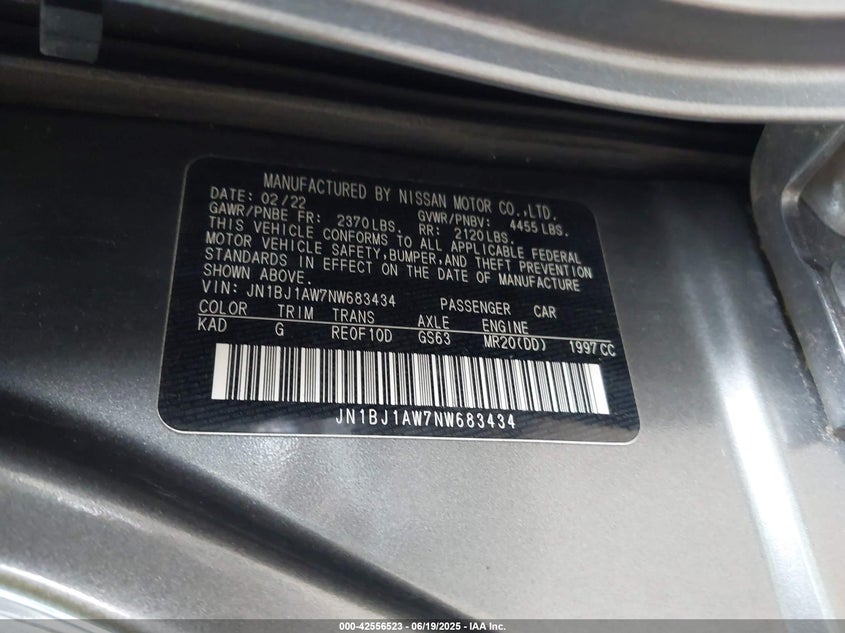 MANUFACTURED BY NISSAN MOTOR CO.,LTD.
DATE: 02/22 GVWR/PNBV: 4455 LBS.
GAWR/PNBE FR: 2370LBS. RR: 2120LBS.
THIS VEHICLE CONFORMS TO ALL APPLICABLE FEDERAL
MOTOR VEHICLE SAFETY,BUMPER,AND THEFT PREVENTION
STANDARDS IN EFFECT ON THE DATE OF MANUFACTURE
SHOWN ABOVE.
VIN: JN1BJ1AW7NW683434 PASSENGER CAR
COLOR TRIM TRANS AXLE ENGINE
KAD G RE0F10D GS63 MR20(DD) 1997CC
JN1BJ1AW7NW683434
000-42556523 - 06/19/2025 - IAA Inc.